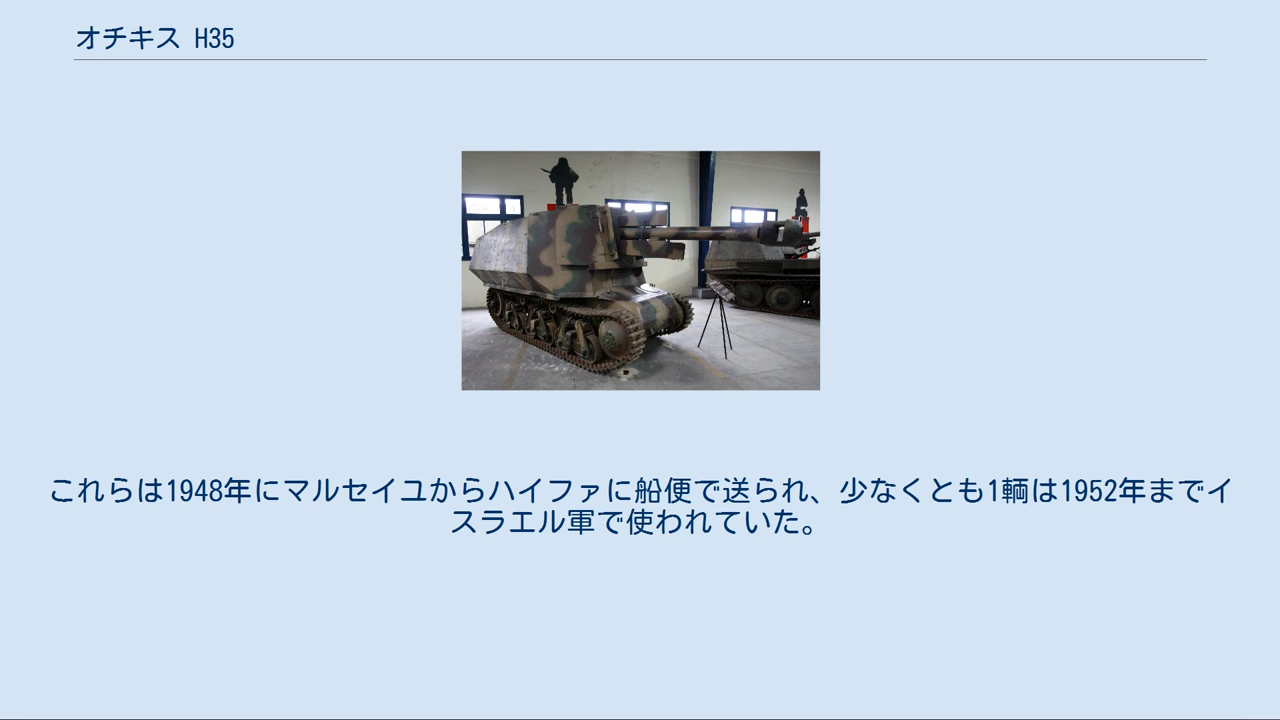 オチキス H35
これらは1948年にマルセイユからハイファに船便で送られ、少なくとも1輌は1952年までイ
スラエル軍で使われていた。